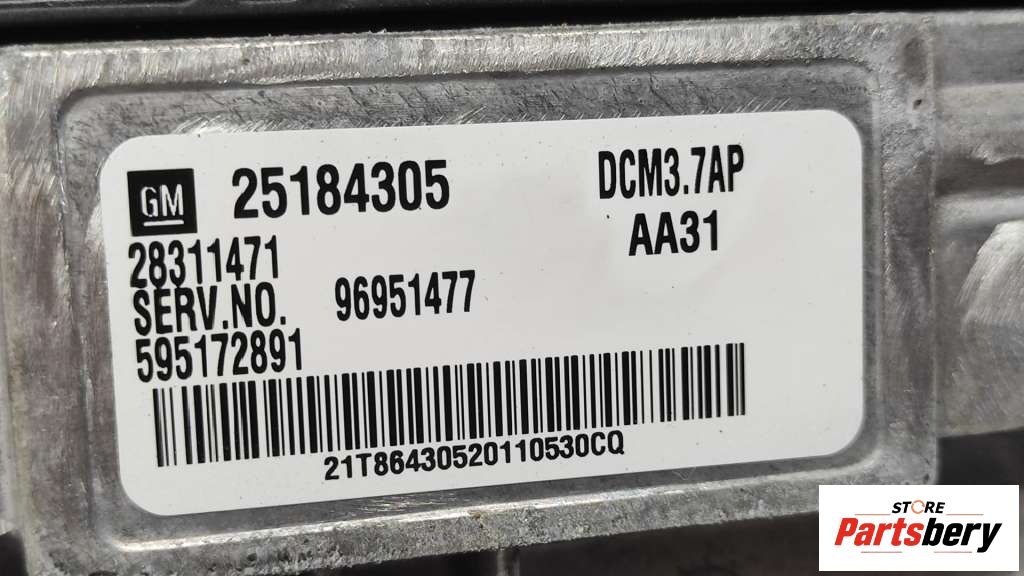 GM 25184305 DCM3.7AP
AA31
28311471
SERV.NO. 96951477
595172891
21T86430520110530CQ
STORE
Partsbery